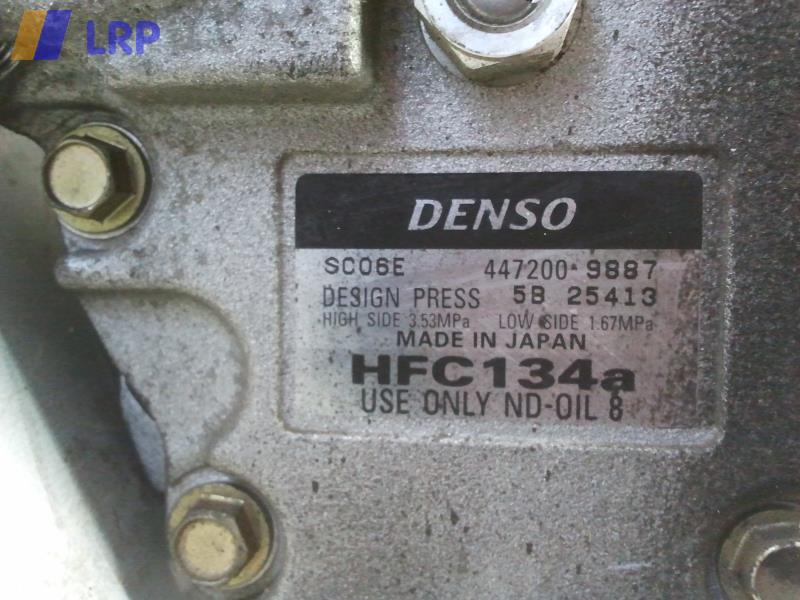 LRP
DENSO
SC06E 447200-9887
DESIGN PRESS 5B 25413
HIGH SIDE 3.53MPa LOW SIDE 1.67MPa
MADE IN JAPAN
HFC134a
USE ONLY ND-OIL 8